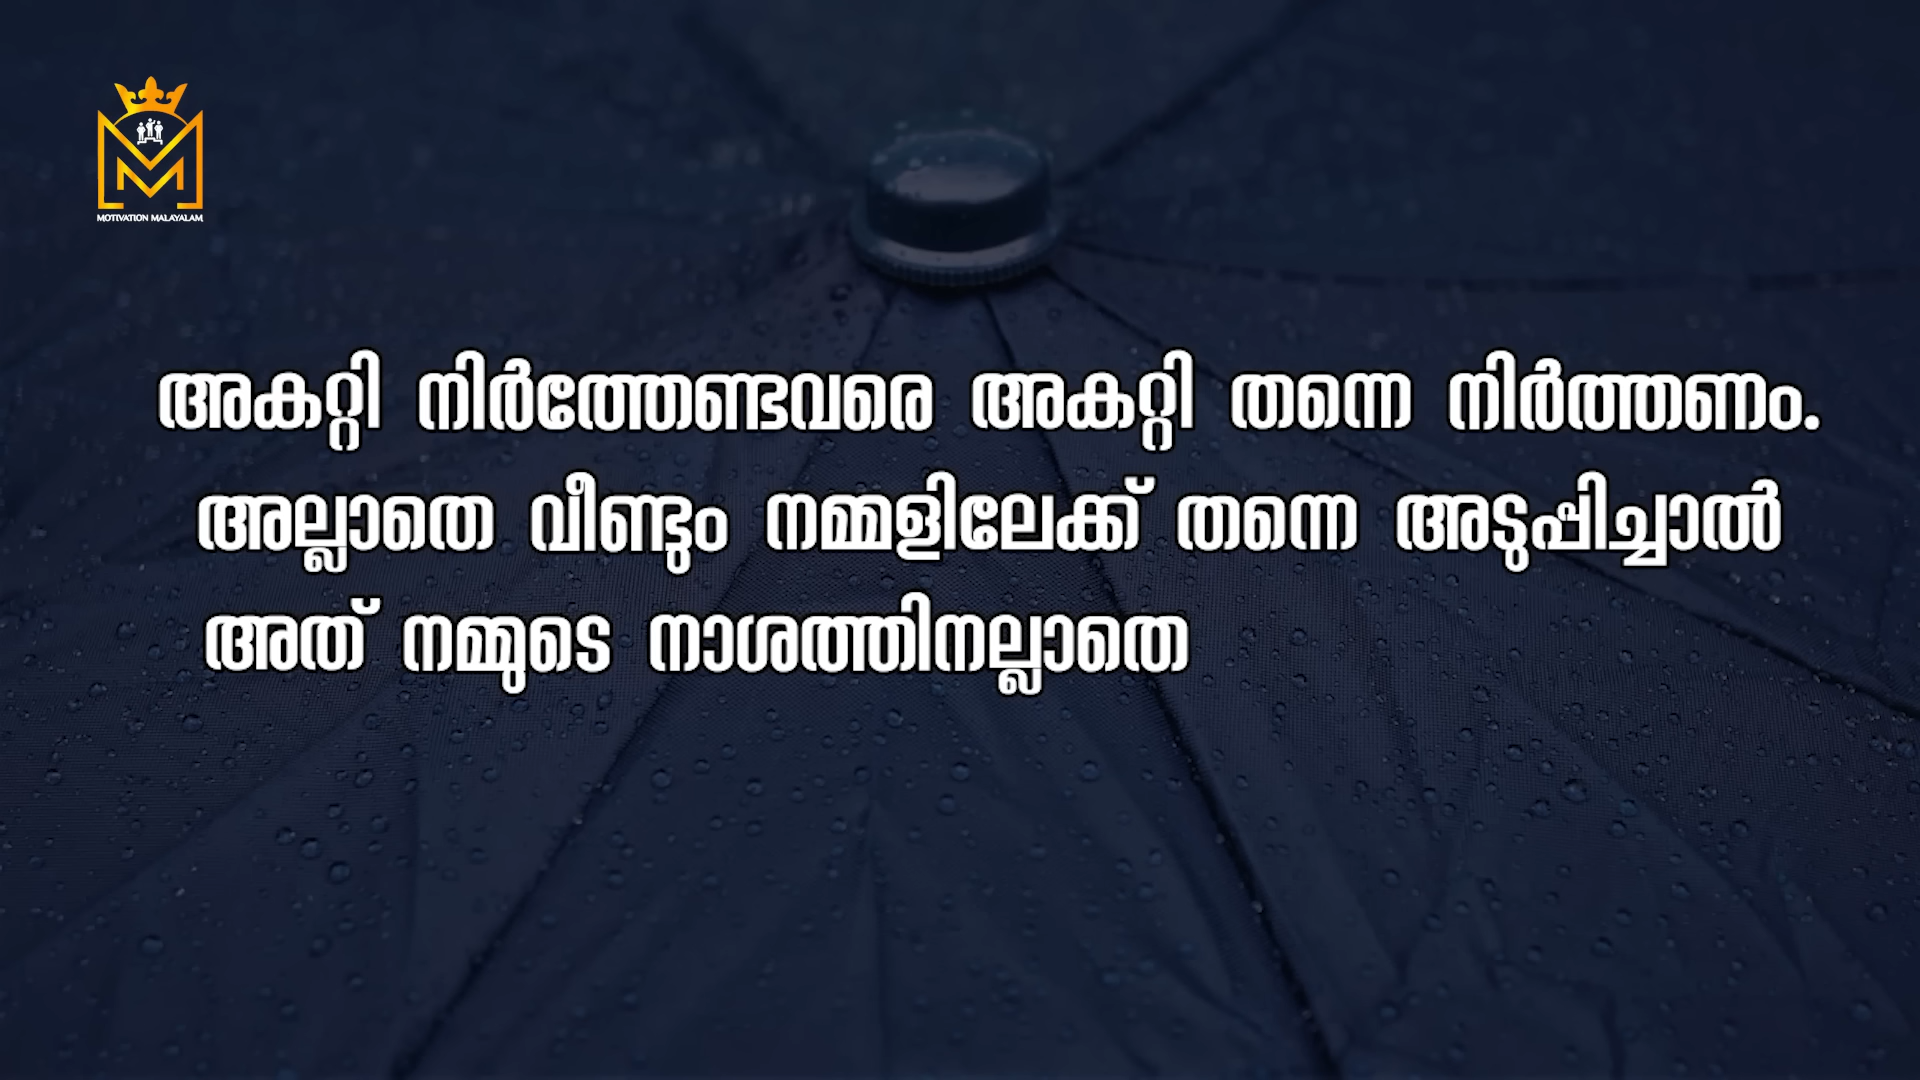 MOTIVATION MALAYALAM
അകറ്റി നിർത്തേണ്ടവരെ അകറ്റി തന്നെ നിർത്തണം.
അല്ലാതെ വീണ്ടും നമ്മളിലേക്ക് തന്നെ അടുപ്പിച്ചാൽ
അത് നമ്മുടെ നാശത്തിനല്ലാതെ